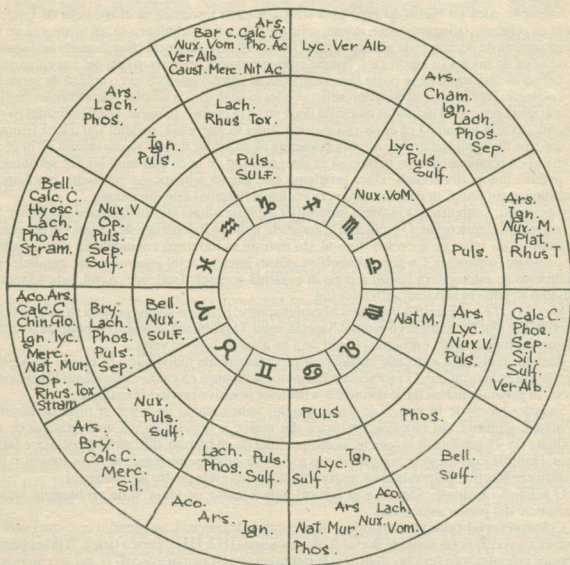 Ars.
Bar C. Calc. C
Nux. Vom. Pho. Ac
Ver Alb
Caust. Merc. Nit Ac
Lach.
Rhus Tox.
Puls.
SULF.
♑
Lyc. Ver Alb
♐
Ars.
Cham.
Ign.
Lach.
Phos.
Sep.
Lyc.
Puls.
Sulf.
Nux. VoM.
♏
Ars.
Ign.
Nux. M.
Plat.
Rhus T
Puls.
♎
Calc C.
Phos.
Sep.
Sil.
Sulf.
Ver Alb.
Ars.
Lyc.
Nux V.
Puls.
Nat. M.
♍
Bell.
Sulf.
Phos.
♌
Aco.
Ars Lach.
Nat. Mur. Nux. Vom.
Phos.
Lyc. Ign
Sulf
PULS
♋
Aco.
Ars. Ign.
Lach. Puls.
Phos. Sulf.
♊
Ars.
Bry.
Calc C.
Merc.
Sil.
Nux.
Puls.
Sulf.
♉
Aco. Ars.
Calc. C
Chin. Glo.
Ign. lyc.
Merc.
Nat. Mur.
Op.
Rhus. Tox
Stram
Bry.
Lach.
Phos.
Puls.
Sep.
Bell.
Nux.
SULF.
♈
Bell.
Calc. C.
Hyosc.
Lach.
Pho Ac
Stram.
Nux. V
Op.
Puls.
Sep.
Sulf.
♓
Ars.
Lach.
Phos.
Ign.
Puls.
♒